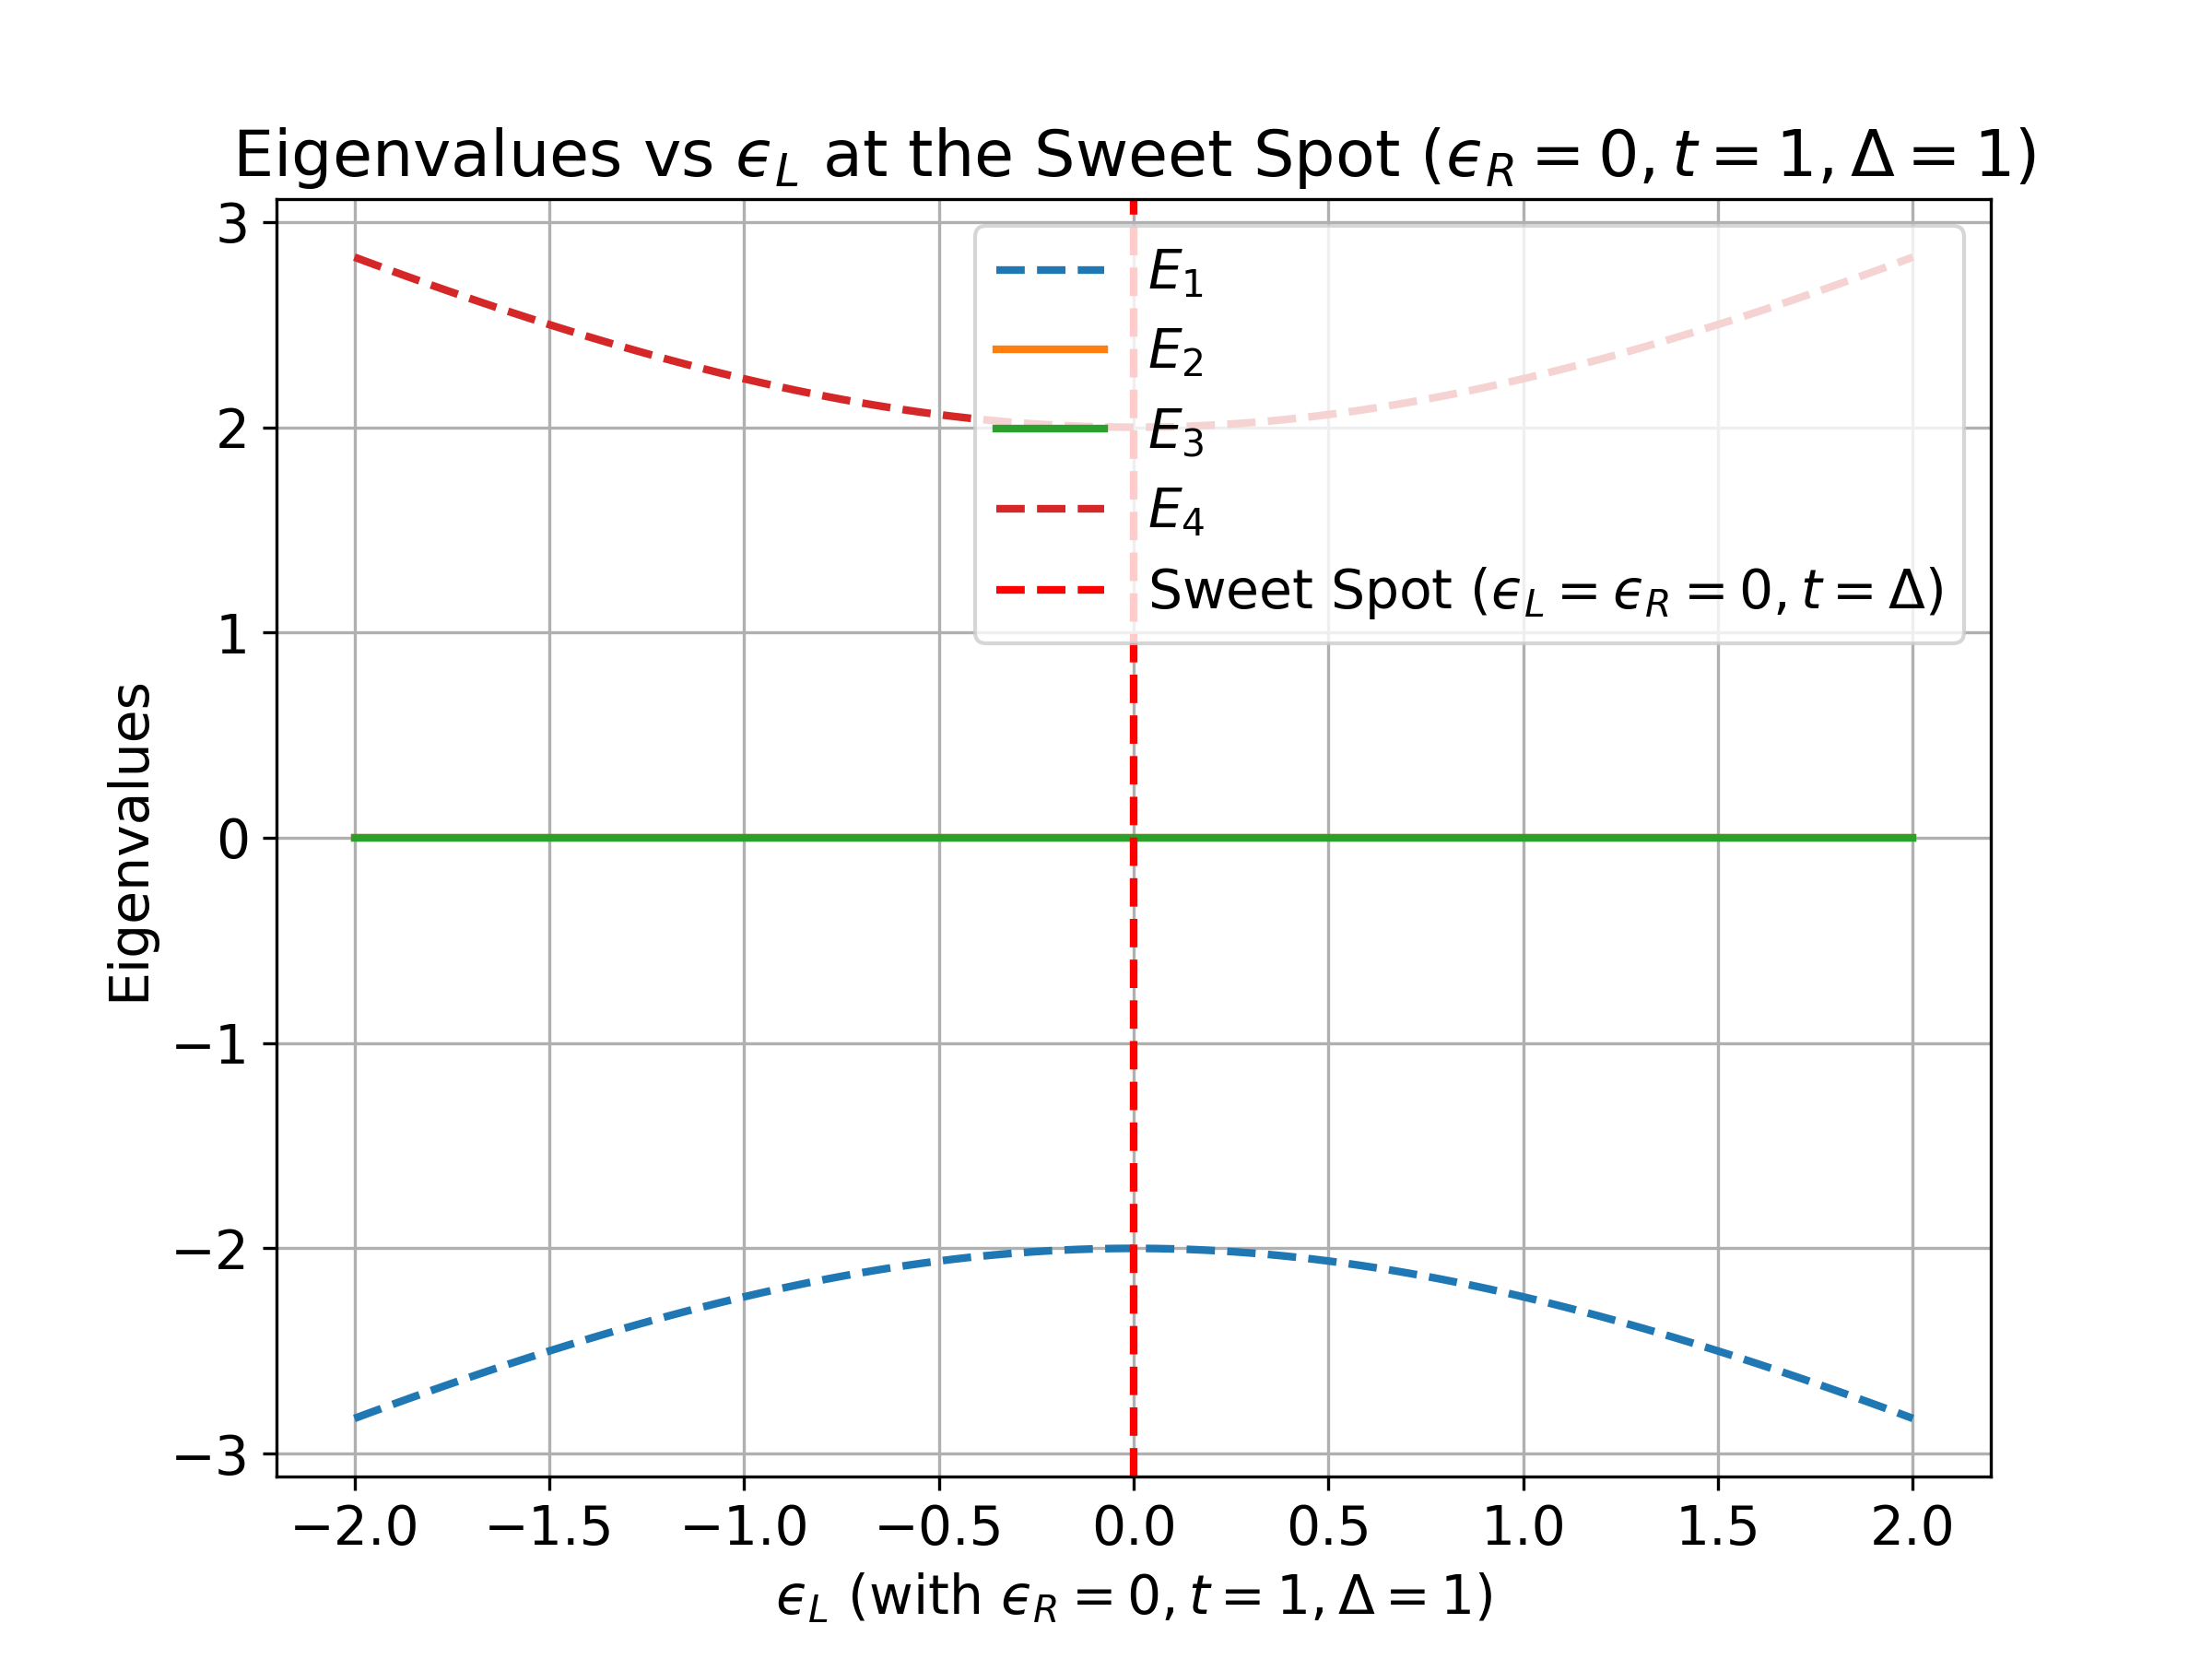 Eigenvalues vs ϵ_L at the Sweet Spot (ϵ_R = 0, t = 1, Δ = 1)
3
2
1
0
−1
−2
−3
Eigenvalues
E_1
E_2
E_3
E_4
Sweet Spot (ϵ_L = ϵ_R = 0, t = Δ)
−2.0 −1.5 −1.0 −0.5 0.0 0.5 1.0 1.5 2.0
ϵ_L (with ϵ_R = 0, t = 1, Δ = 1)